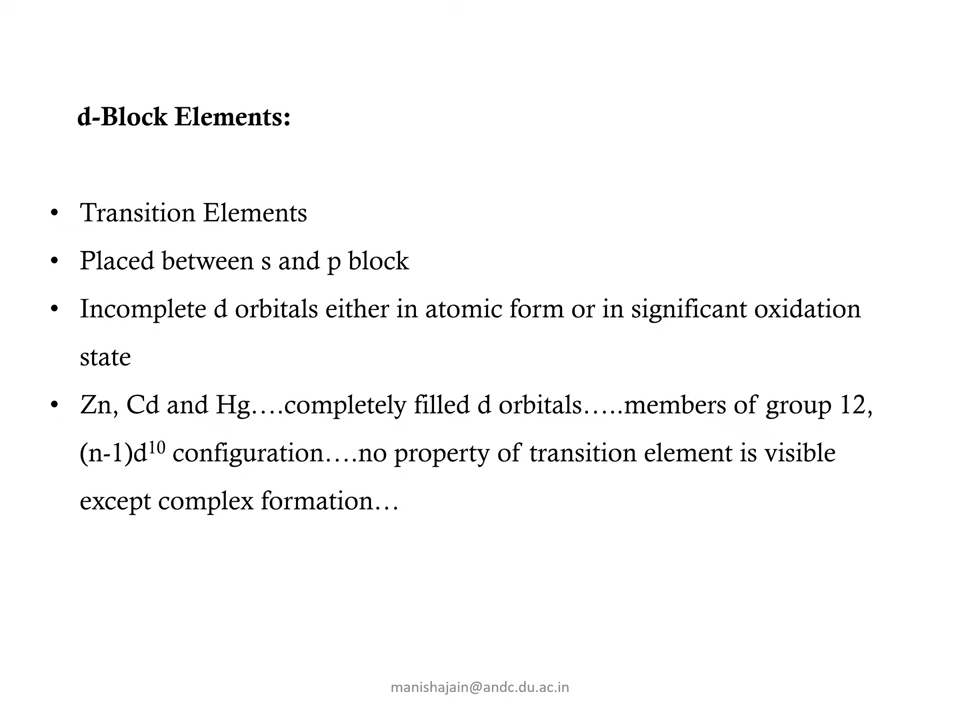 d-Block Elements:
• Transition Elements
• Placed between s and p block
• Incomplete d orbitals either in atomic form or in significant oxidation
state
• Zn, Cd and Hg….completely filled d orbitals…..members of group 12,
(n-1)d¹⁰ configuration….no property of transition element is visible
except complex formation…
manishajain@andc.du.ac.in